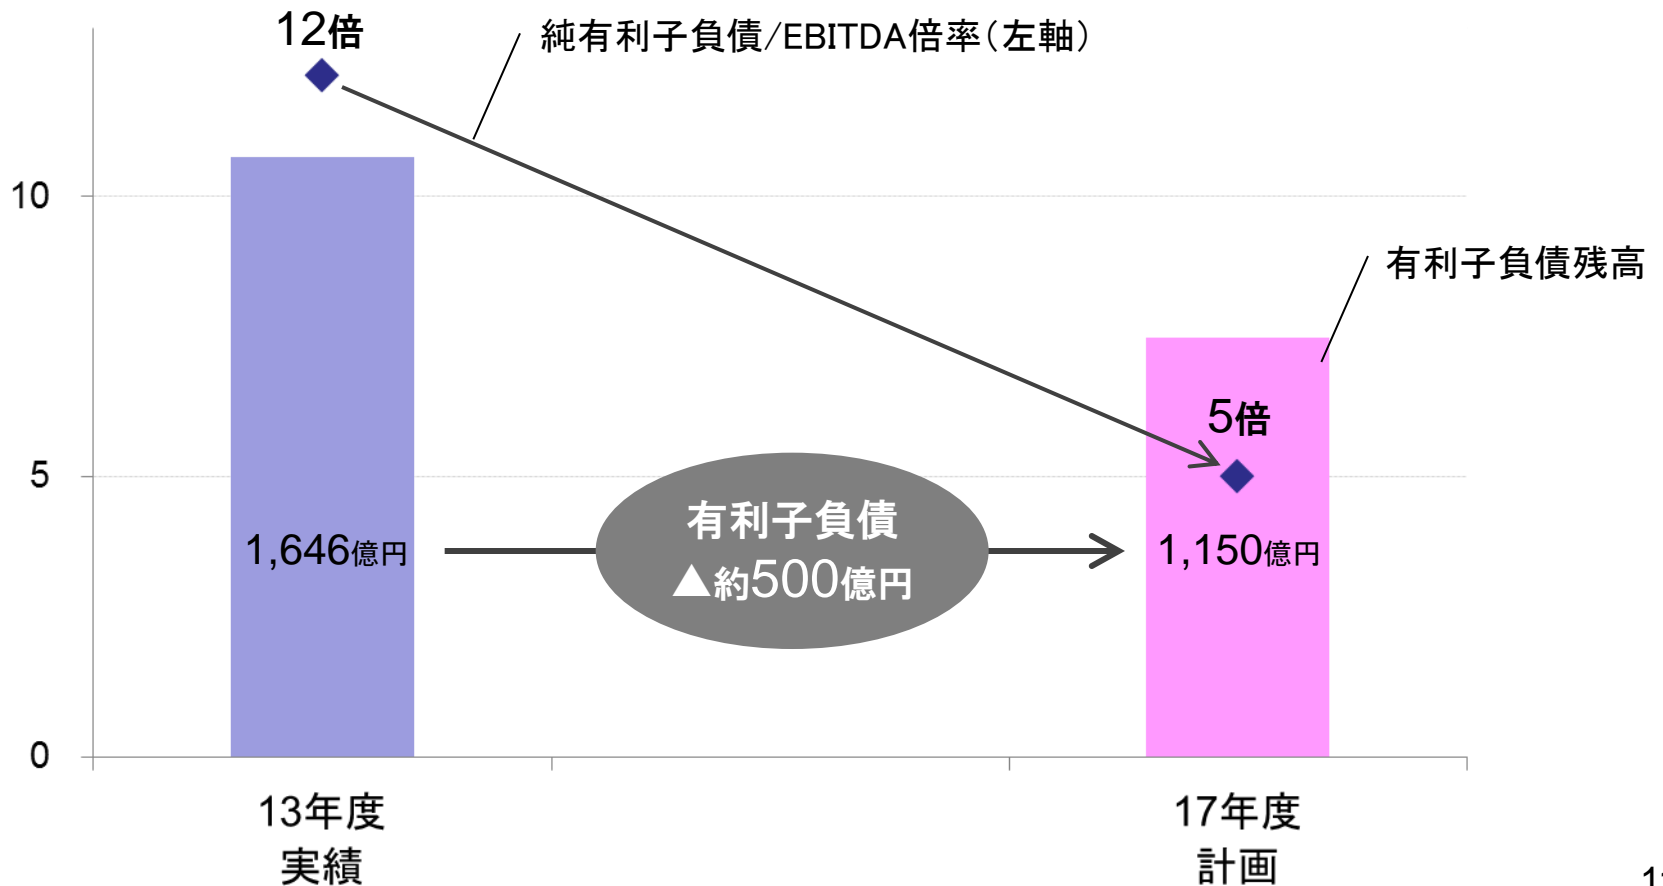 12倍
純有利子負債/EBITDA倍率(左軸)
10
有利子負債残高
5倍
5
有利子負債
▲約500億円
1,646億円
1,150億円
0
13年度
実績
17年度
計画